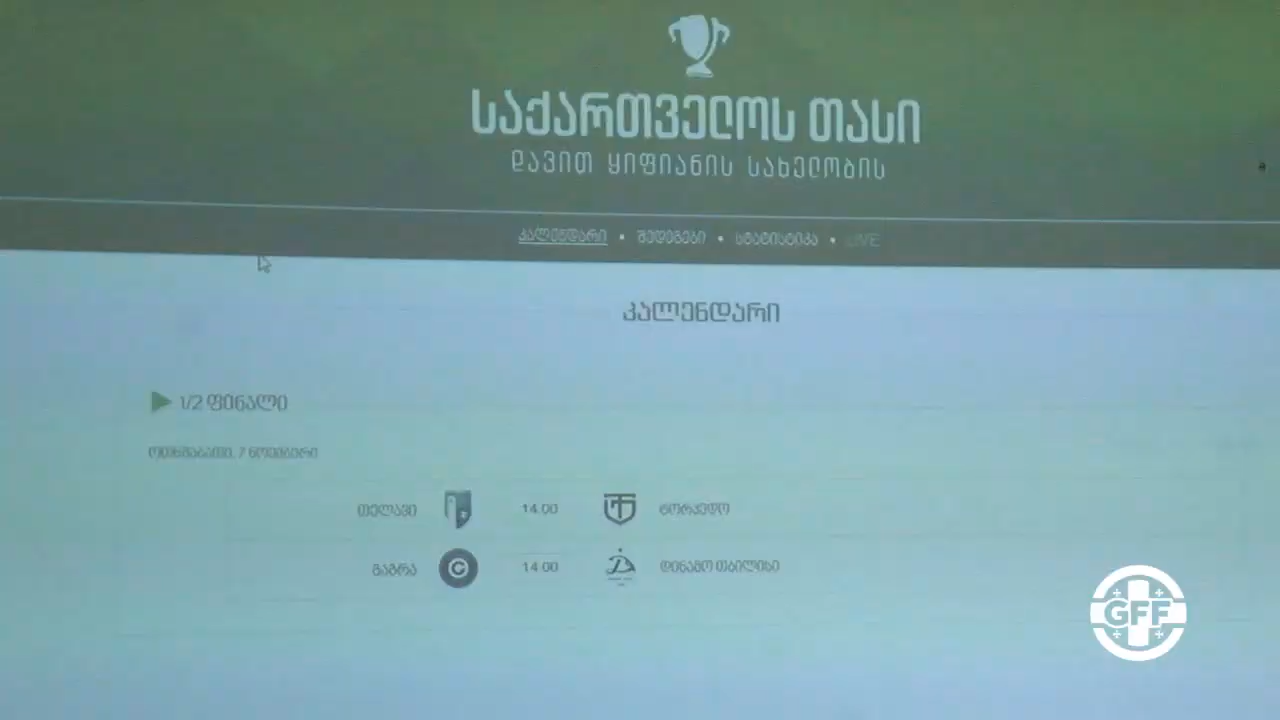 საქართველოს თასი
დავით ყიფიანის სახელობის
კალენდარი • შედეგები • სტატისტიკა • LIVE
კალენდარი
1/2 ფინალი
ოთხშაბათი, 7 ნოემბერი
თელავი 14:00 ტორპედო
გაგრა 14:00 დინამო თბილისი
GFF